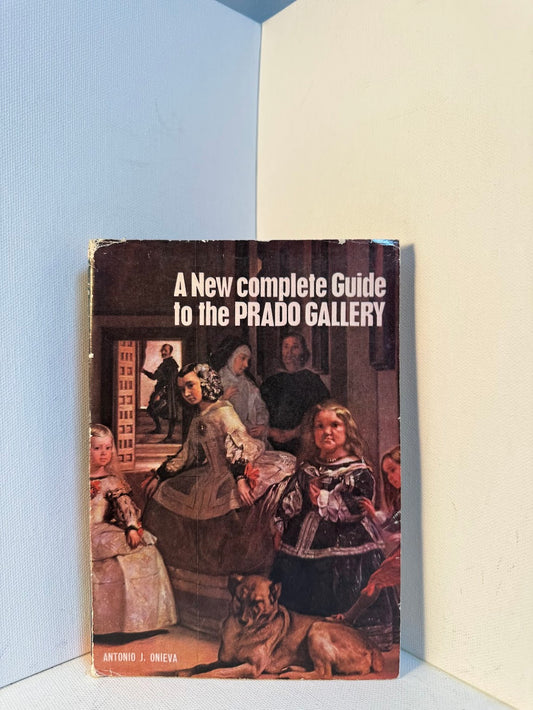 A New complete Guide
to the PRADO GALLERY
ANTONIO J. ONIEVA